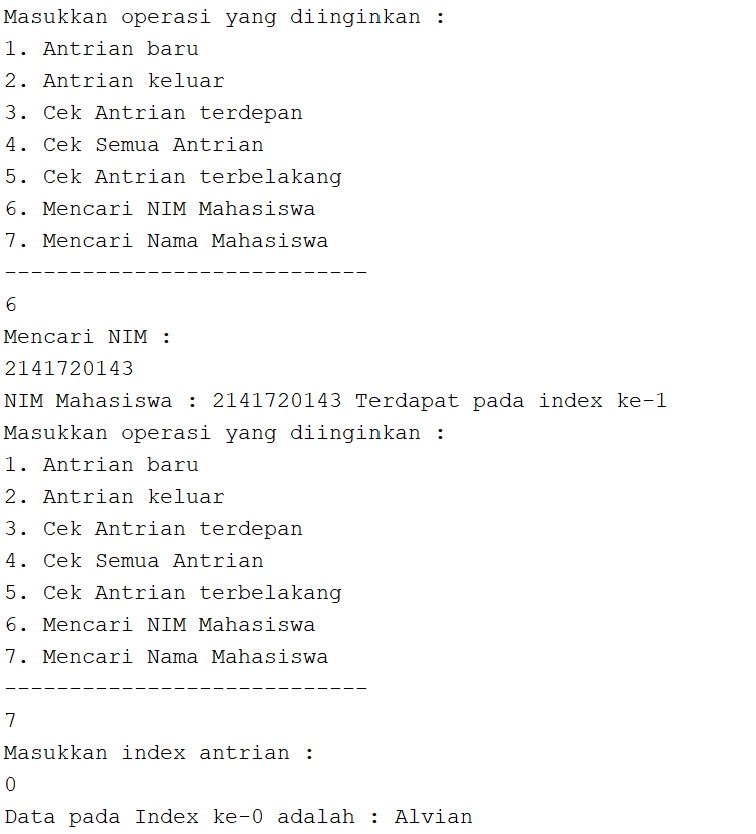 Masukkan operasi yang diinginkan :
1. Antrian baru
2. Antrian keluar
3. Cek Antrian terdepan
4. Cek Semua Antrian
5. Cek Antrian terbelakang
6. Mencari NIM Mahasiswa
7. Mencari Nama Mahasiswa
----------------------------
6
Mencari NIM :
2141720143
NIM Mahasiswa : 2141720143 Terdapat pada index ke-1
Masukkan operasi yang diinginkan :
1. Antrian baru
2. Antrian keluar
3. Cek Antrian terdepan
4. Cek Semua Antrian
5. Cek Antrian terbelakang
6. Mencari NIM Mahasiswa
7. Mencari Nama Mahasiswa
----------------------------
7
Masukkan index antrian :
0
Data pada Index ke-0 adalah : Alvian